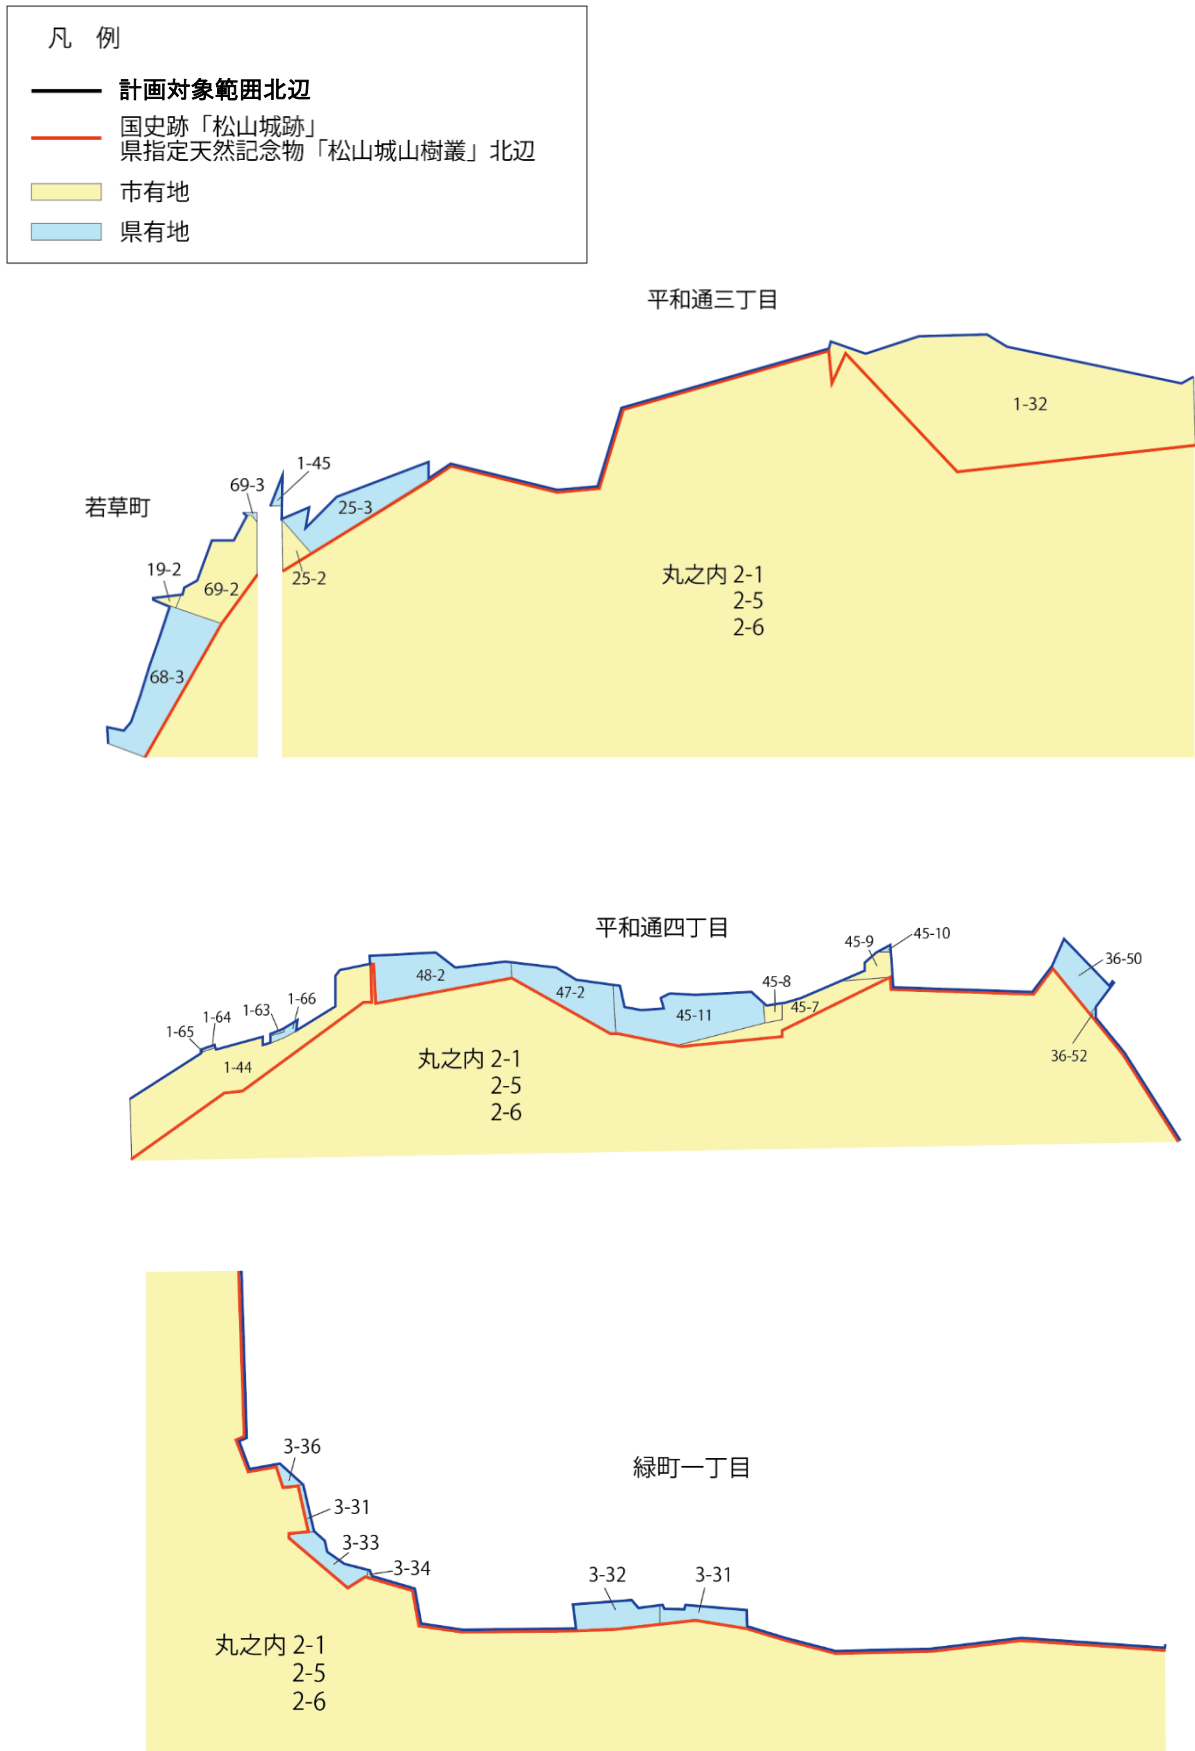 凡 例
計画対象範囲北辺
国史跡「松山城跡」
県指定天然記念物「松山城山樹叢」北辺
市有地
県有地
平和通三丁目
1-32
1-45
69-3
25-3
若草町
19-2
69-2
25-2
丸之内 2-1
2-5
2-6
68-3
平和通四丁目
45-9
45-10
36-50
48-2
47-2
45-8
45-7
1-66
1-63
1-64
1-65
45-11
1-44
丸之内 2-1
2-5
2-6
36-52
3-36
緑町一丁目
3-31
3-33
3-34
3-32
3-31
丸之内 2-1
2-5
2-6